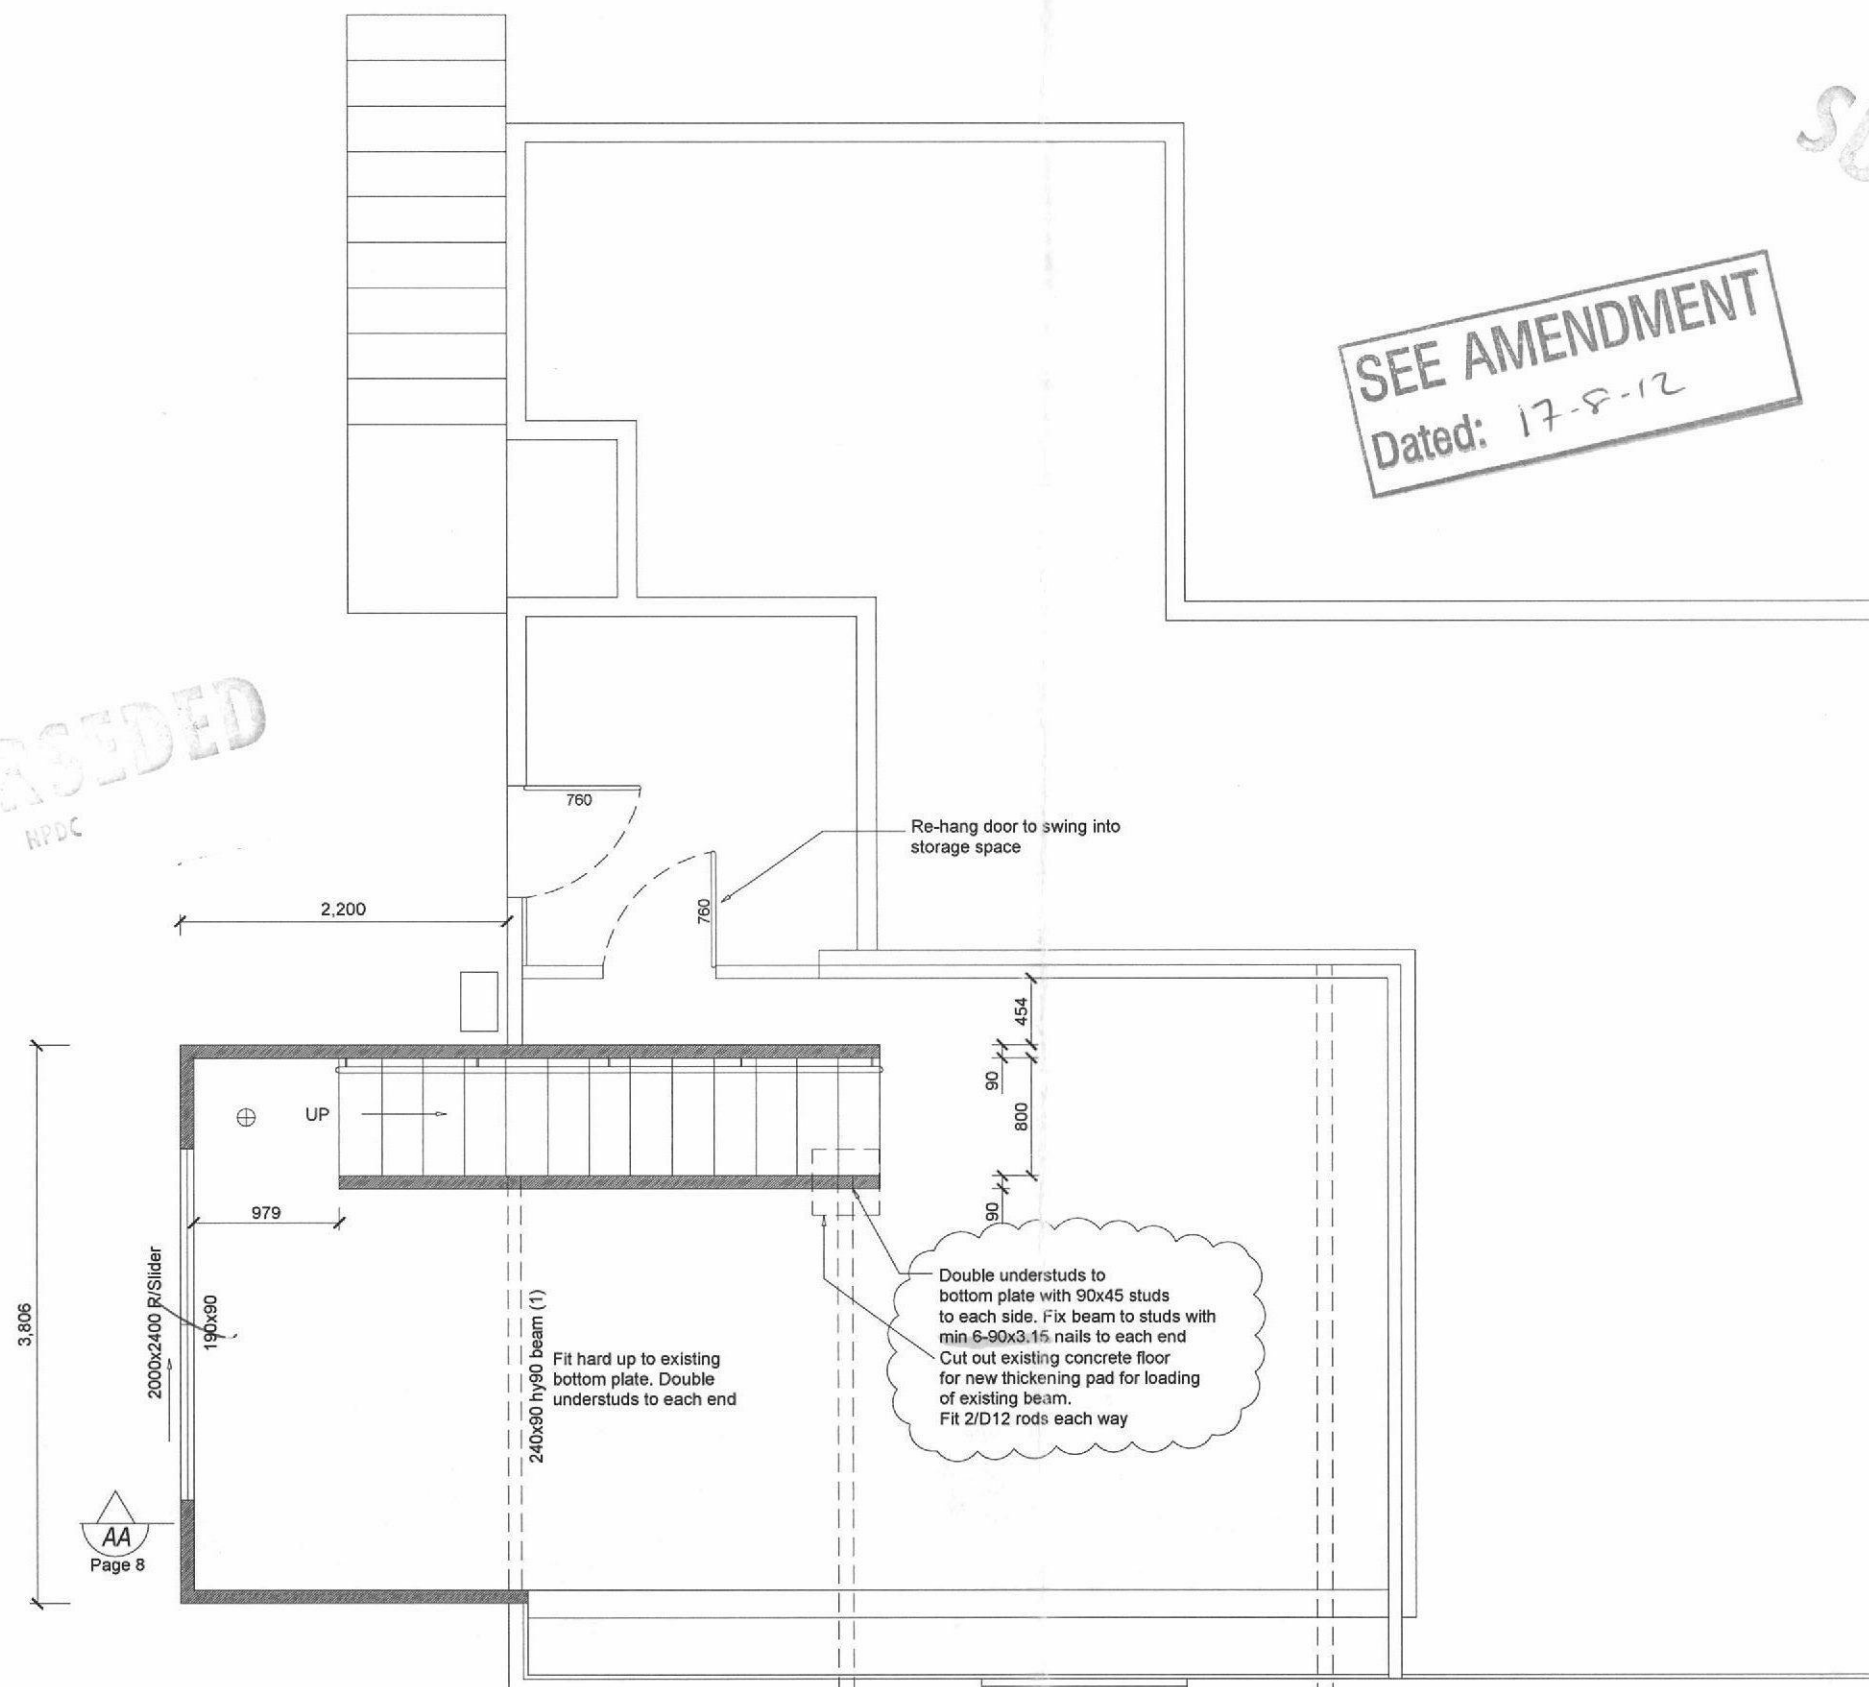 SEE AMENDMENT
Dated: 17-8-12
RSEDED
NPDC
760
Re-hang door to swing into
storage space
760
2,200
454
90
800
90
UP
979
3,806
2000x2400 R/Slider
190x90
240x90 hy90 beam (1)
Fit hard up to existing
bottom plate. Double
understuds to each end
Double understuds to
bottom plate with 90x45 studs
to each side. Fix beam to studs with
min 6-90x3.15 nails to each end
Cut out existing concrete floor
for new thickening pad for loading
of existing beam.
Fit 2/D12 rods each way
AA
Page 8